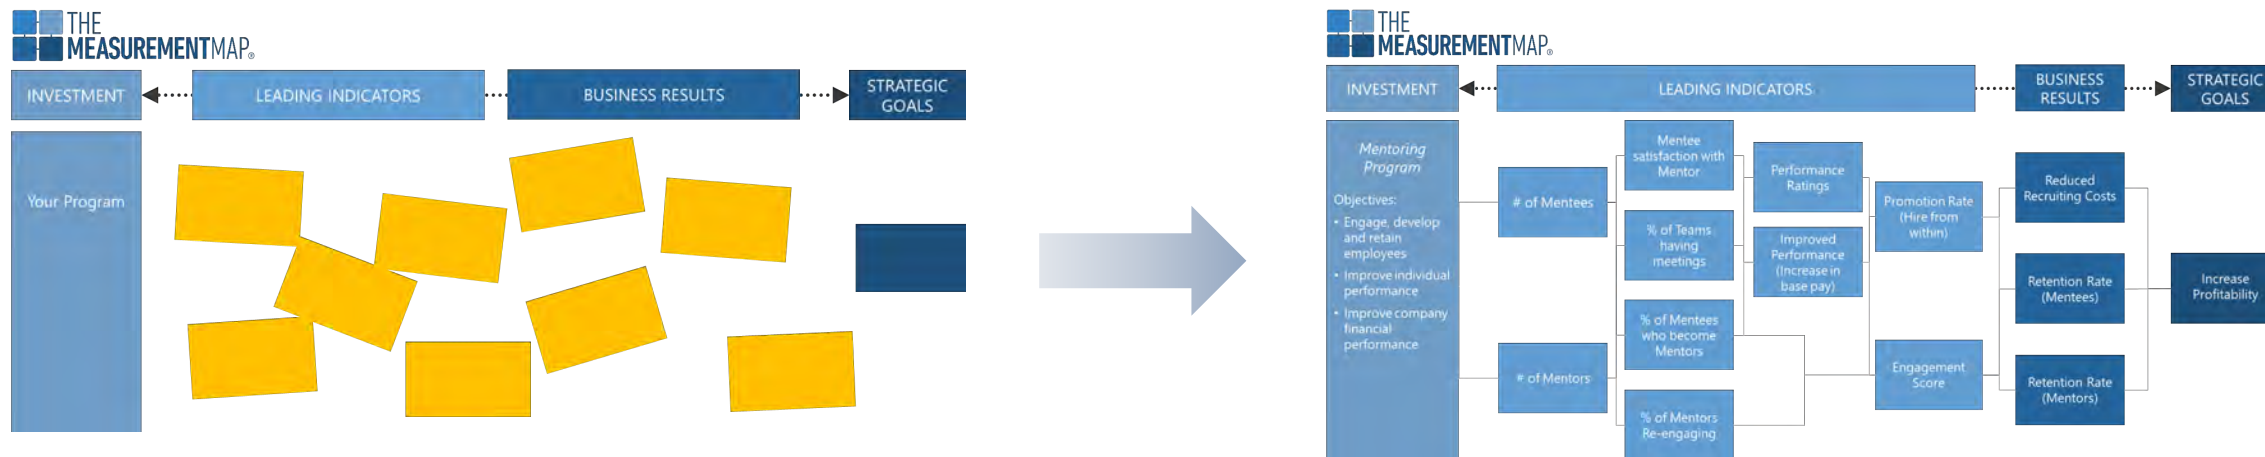 THE
MEASUREMENTMAP®
INVESTMENT
LEADING INDICATORS
BUSINESS RESULTS
STRATEGIC
GOALS
Your Program
THE
MEASUREMENTMAP®
INVESTMENT
LEADING INDICATORS
BUSINESS
RESULTS
STRATEGIC
GOALS
Mentoring
Program
Objectives:
• Engage, develop
and retain
employees
• Improve individual
performance
• Improve company
financial
performance
# of Mentees
# of Mentors
Mentee
satisfaction with
Mentor
% of Teams
having
meetings
% of Mentees
who become
Mentors
% of Mentors
Re-engaging
Performance
Ratings
Improved
Performance
(Increase in
base pay)
Promotion Rate
(Hire from
within)
Engagement
Score
Reduced
Recruiting Costs
Retention Rate
(Mentees)
Retention Rate
(Mentors)
Increase
Profitability